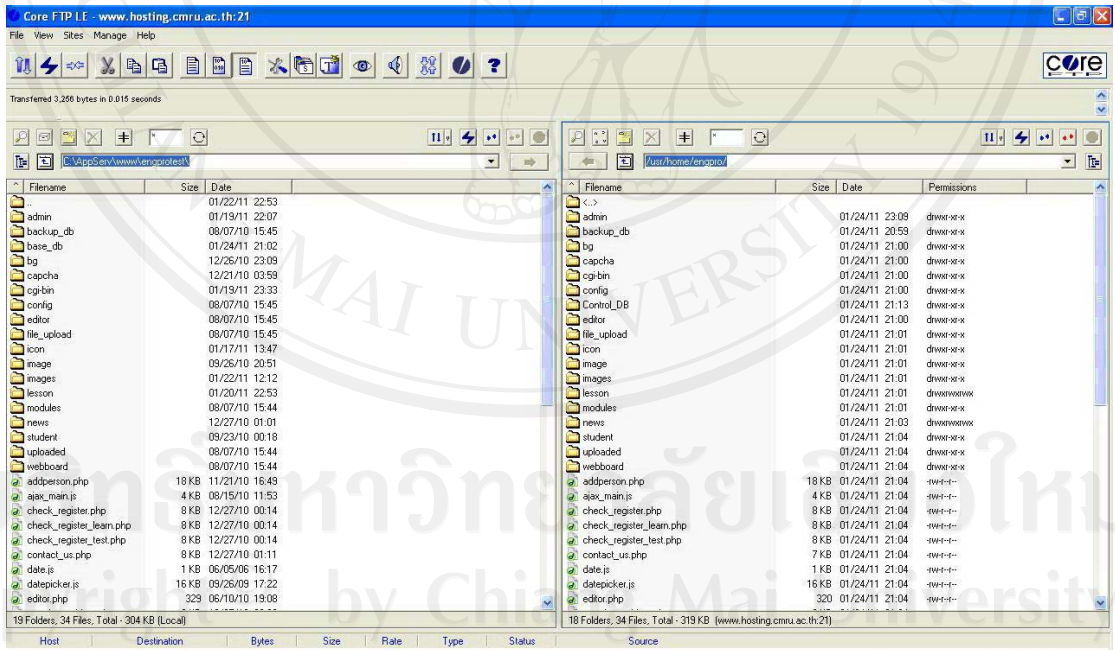 Core FTP LE - www.hosting.cmru.ac.th:21
File View Sites Manage Help
core
Transferred 3,256 bytes in 0.015 seconds
C:\AppServ\www\engprotest\
^ Filename Size Date
.. 01/22/11 22:53
admin 01/19/11 22:07
backup_db 08/07/10 15:45
base_db 01/24/11 21:02
bg 12/26/10 23:09
capcha 12/21/10 03:59
cgi-bin 01/19/11 23:33
config 08/07/10 15:45
editor 08/07/10 15:45
file_upload 08/07/10 15:45
icon 01/17/11 13:47
image 09/26/10 20:51
images 01/22/11 12:12
lesson 01/20/11 22:53
modules 08/07/10 15:44
news 12/27/10 01:01
student 09/23/10 00:18
uploaded 08/07/10 15:44
webboard 08/07/10 15:44
addperson.php 18 KB 11/21/10 16:49
ajax_main.js 4 KB 08/15/10 11:53
check_register.php 8 KB 12/27/10 00:14
check_register_learn.php 8 KB 12/27/10 00:14
check_register_test.php 8 KB 12/27/10 00:14
contact_us.php 8 KB 12/27/10 01:11
date.js 1 KB 06/05/06 16:17
datepicker.js 16 KB 09/26/09 17:22
editor.php 329 06/10/10 19:08
19 Folders, 34 Files, Total - 304 KB (Local)
/usr/home/engpro/
^ Filename Size Date Permissions
<..>
admin 01/24/11 23:09 drwxr-xr-x
backup_db 01/24/11 20:59 drwxr-xr-x
bg 01/24/11 21:00 drwxr-xr-x
capcha 01/24/11 21:00 drwxr-xr-x
cgi-bin 01/24/11 21:00 drwxr-xr-x
config 01/24/11 21:00 drwxr-xr-x
Control_DB 01/24/11 21:13 drwxr-xr-x
editor 01/24/11 21:00 drwxr-xr-x
file_upload 01/24/11 21:01 drwxr-xr-x
icon 01/24/11 21:01 drwxr-xr-x
image 01/24/11 21:01 drwxr-xr-x
images 01/24/11 21:01 drwxr-xr-x
lesson 01/24/11 21:01 drwxrwxrwx
modules 01/24/11 21:01 drwxr-xr-x
news 01/24/11 21:03 drwxrwxrwx
student 01/24/11 21:04 drwxr-xr-x
uploaded 01/24/11 21:04 drwxr-xr-x
webboard 01/24/11 21:04 drwxr-xr-x
addperson.php 18 KB 01/24/11 21:04 -rw-r--r--
ajax_main.js 4 KB 01/24/11 21:04 -rw-r--r--
check_register.php 8 KB 01/24/11 21:04 -rw-r--r--
check_register_learn.php 8 KB 01/24/11 21:04 -rw-r--r--
check_register_test.php 8 KB 01/24/11 21:04 -rw-r--r--
contact_us.php 7 KB 01/24/11 21:04 -rw-r--r--
date.js 1 KB 01/24/11 21:04 -rw-r--r--
datepicker.js 16 KB 01/24/11 21:04 -rw-r--r--
editor.php 320 01/24/11 21:04 -rw-r--r--
18 Folders, 34 Files, Total - 319 KB (www.hosting.cmru.ac.th:21)
Host Destination Bytes Size Rate Type Status Source
MAI UNIVERSITY 1964
by Chiang Mai University